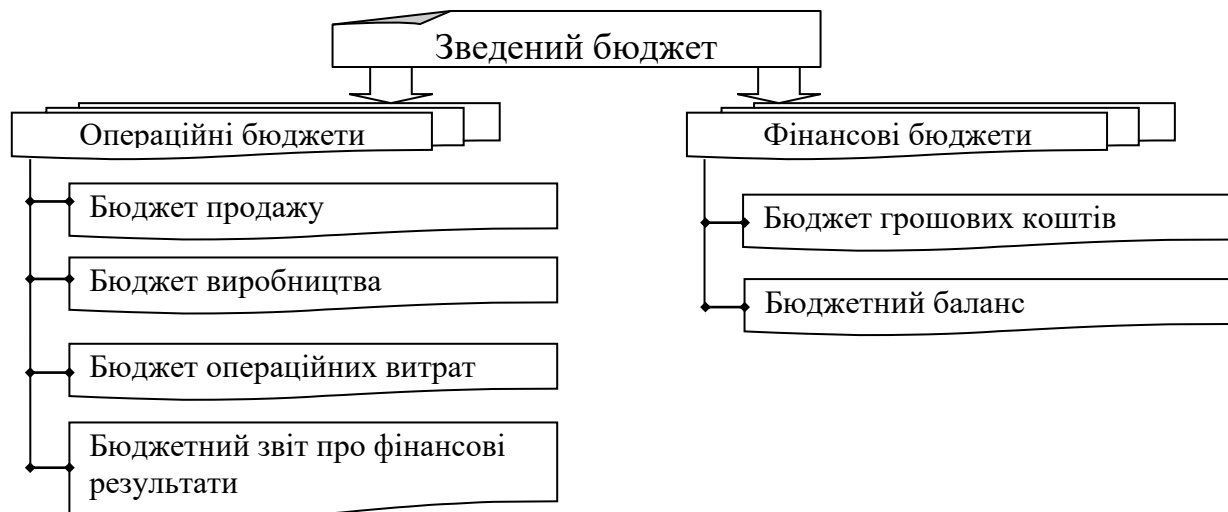 Зведений бюджет
Операційні бюджети
Бюджет продажу
Бюджет виробництва
Бюджет операційних витрат
Бюджетний звіт про фінансові
результати
Фінансові бюджети
Бюджет грошових коштів
Бюджетний баланс